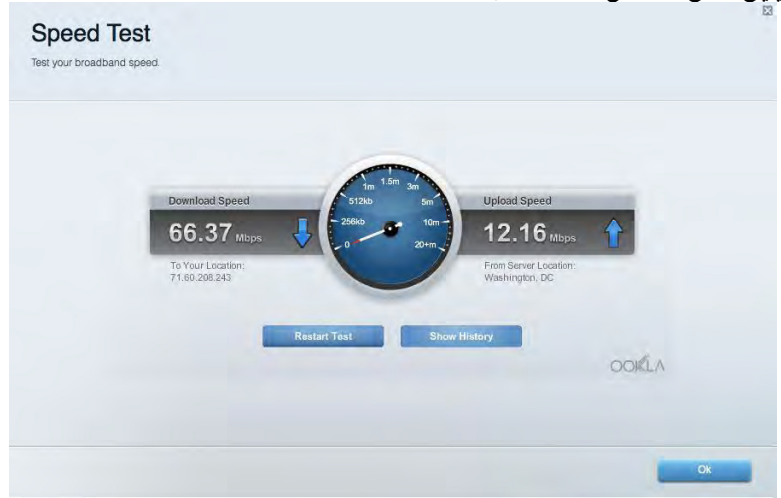 Speed Test
Test your broadband speed.
1m 1.5m 3m
512kb 5m
256kb 10m
0 20+m
Download Speed
66.37 Mbps
To Your Location:
71.60.208.243
Upload Speed
12.16 Mbps
From Server Location:
Washington, DC
Restart Test
Show History
OOKLA
Ok